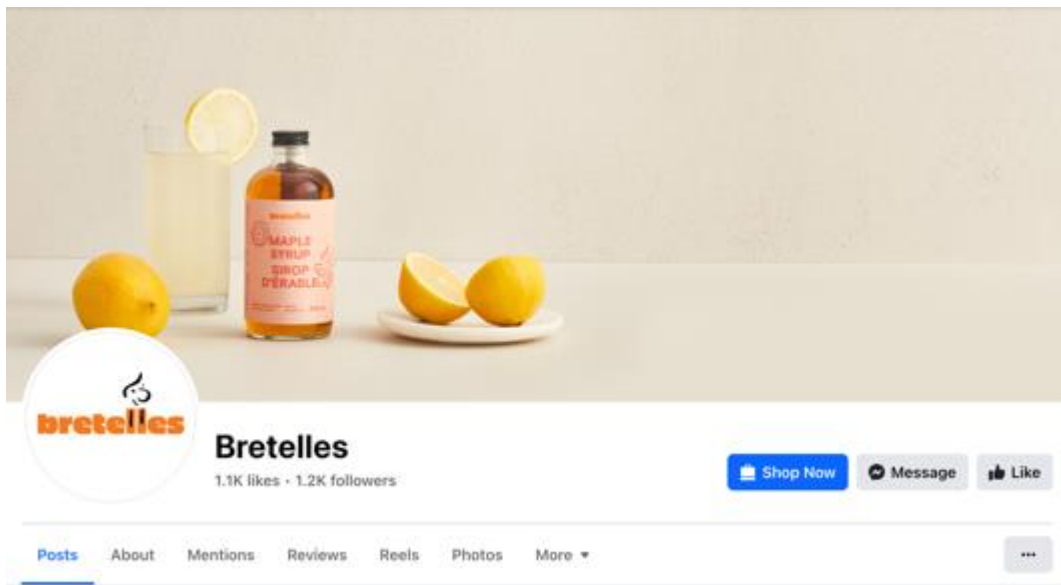 bretelles
MAPLE
SYRUP
SIROP
D'ÉRABLE
bretelles
Bretelles
1.1K likes • 1.2K followers
Shop Now
Message
Like
Posts
About
Mentions
Reviews
Reels
Photos
More